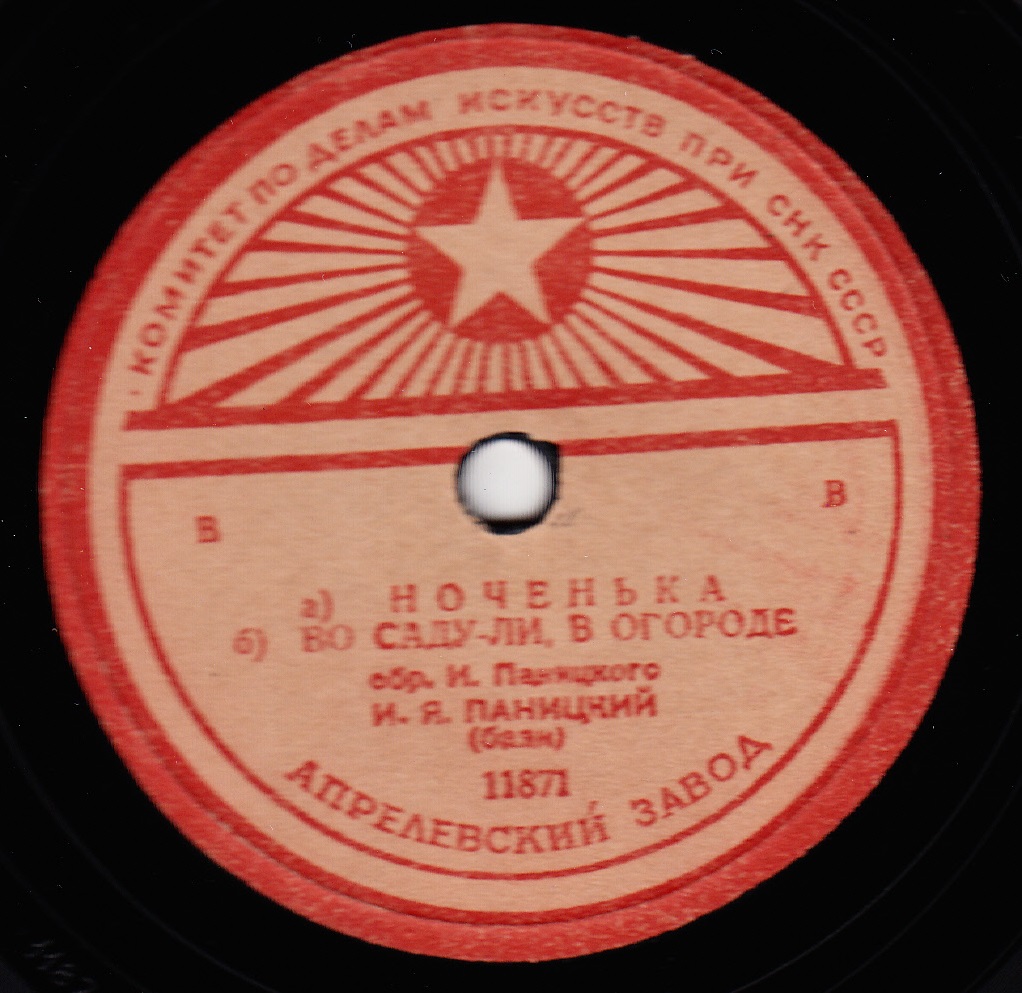 КОМИТЕТ ПО ДЕЛАМ ИСКУССТВ ПРИ СНК СССР
В В
а) НОЧЕНЬКА
б) ВО САДУ-ЛИ, В ОГОРОДЕ
обр. И. Паницкого
И. Я. ПАНИЦКИЙ
(баян)
11871
АПРЕЛЕВСКИЙ ЗАВОД